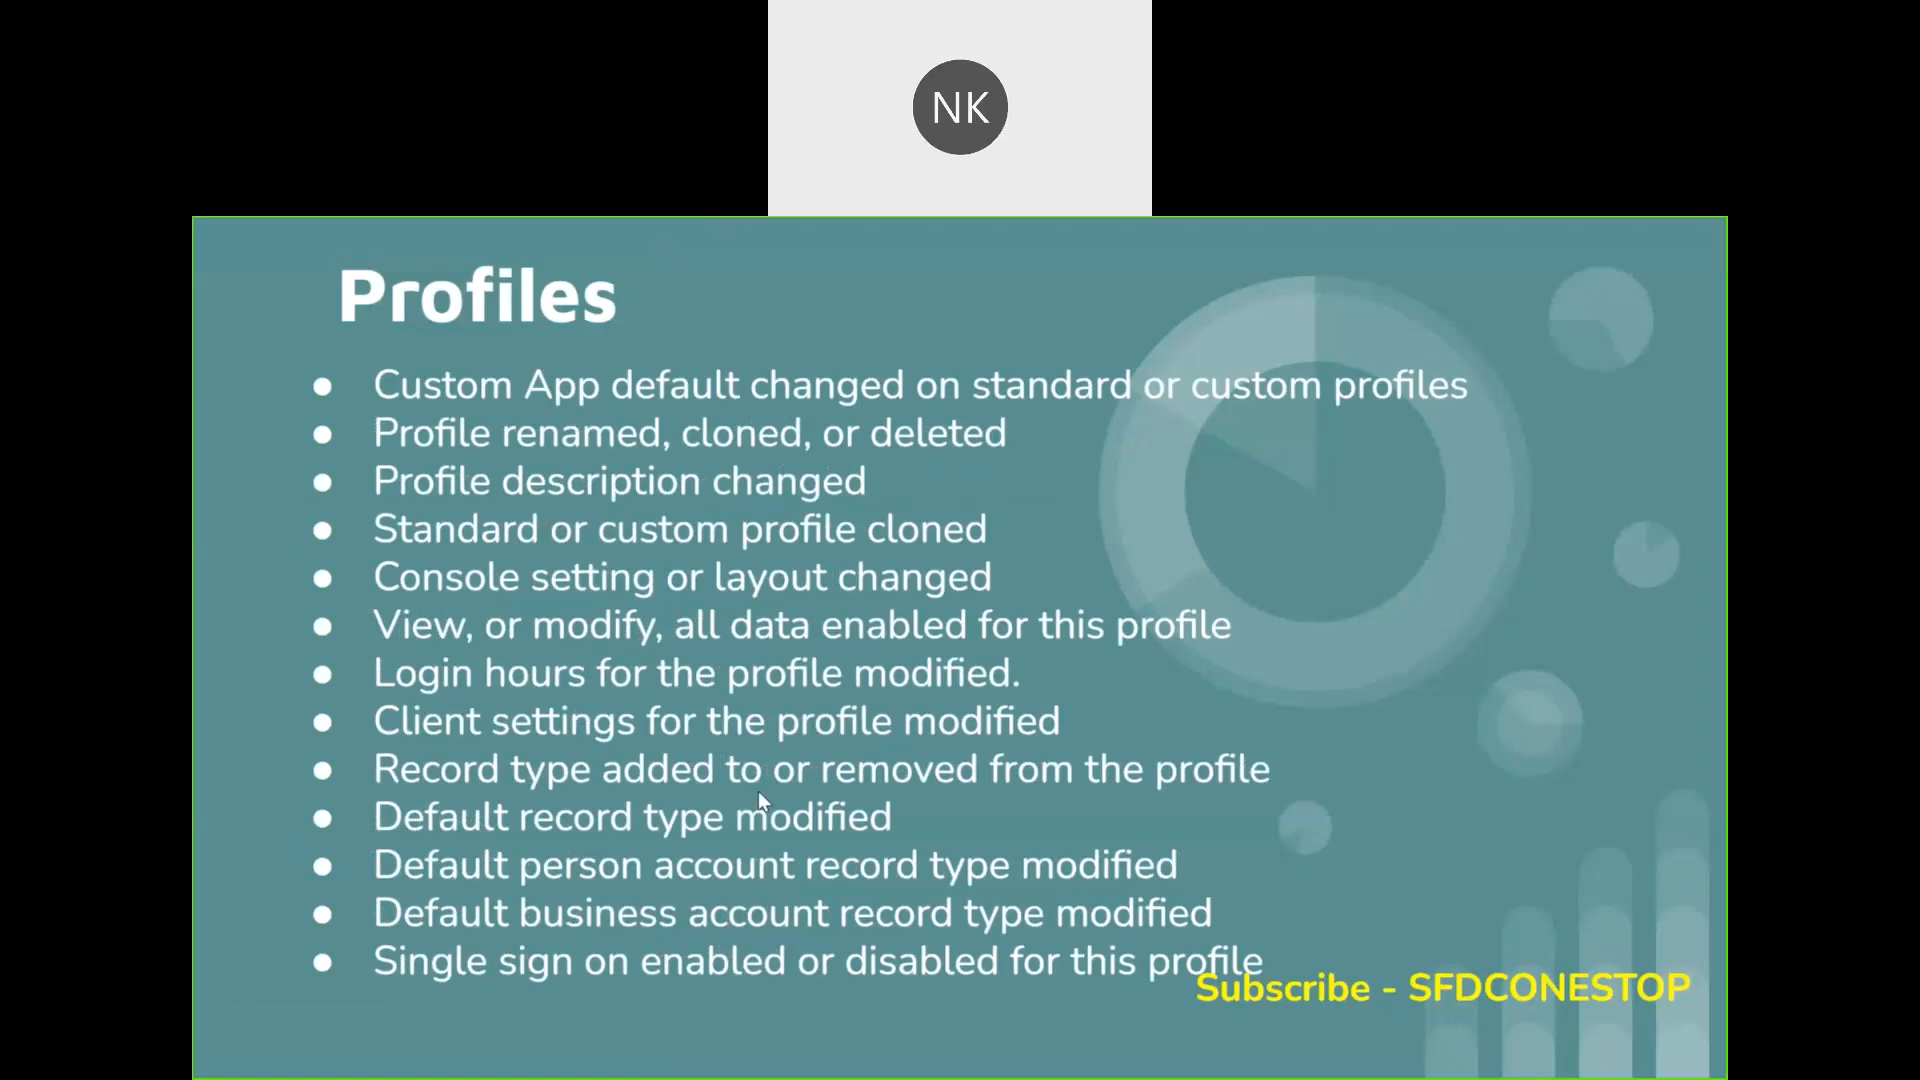 NK
Profiles
● Custom App default changed on standard or custom profiles
● Profile renamed, cloned, or deleted
● Profile description changed
● Standard or custom profile cloned
● Console setting or layout changed
● View, or modify, all data enabled for this profile
● Login hours for the profile modified.
● Client settings for the profile modified
● Record type added to or removed from the profile
● Default record type modified
● Default person account record type modified
● Default business account record type modified
● Single sign on enabled or disabled for this profile
Subscribe - SFDCONESTOP